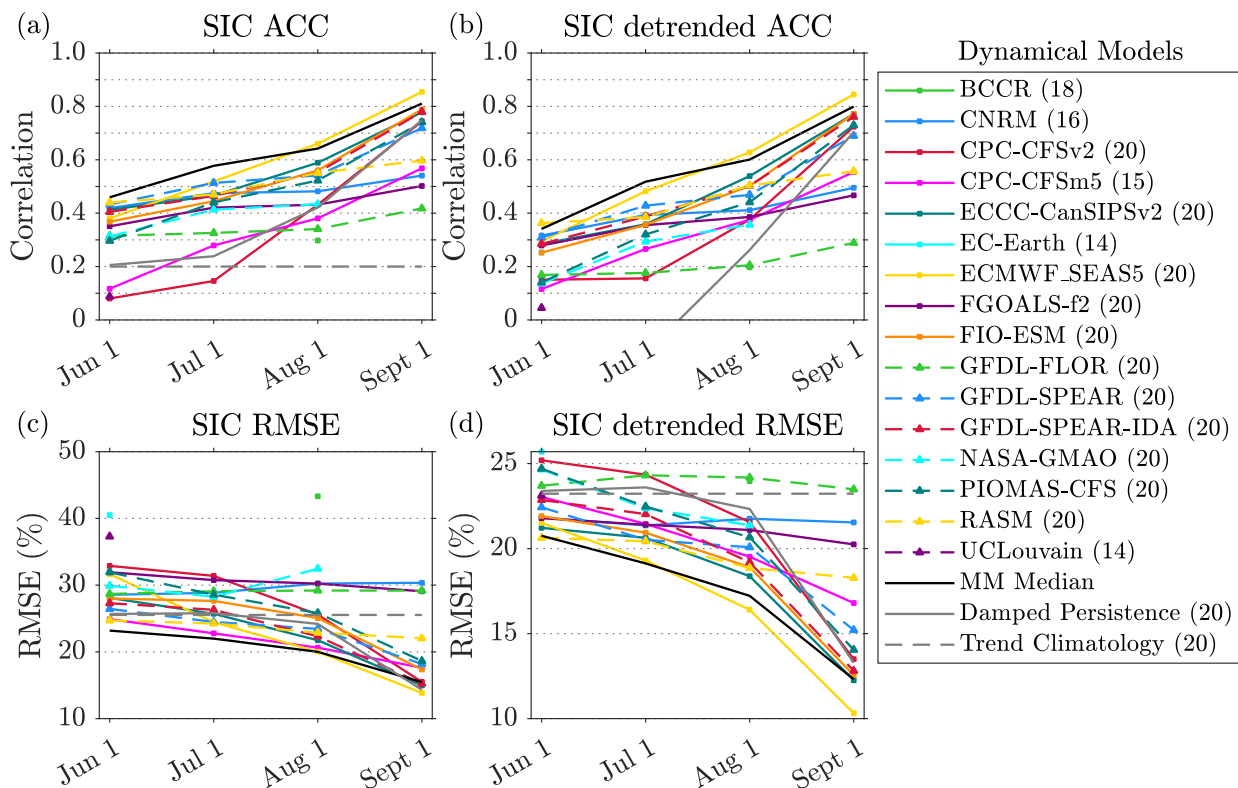 (a) SIC ACC
1.0
0.8
0.6
0.4
0.2
0
Correlation
Jun 1
Jul 1
Aug 1
Sept 1
(b) SIC detrended ACC
1.0
0.8
0.6
0.4
0.2
0
Correlation
Jun 1
Jul 1
Aug 1
Sept 1
Dynamical Models
BCCR (18)
CNRM (16)
CPC-CFSv2 (20)
CPC-CFSm5 (15)
ECCC-CanSIPSv2 (20)
EC-Earth (14)
ECMWF_SEAS5 (20)
FGOALS-f2 (20)
FIO-ESM (20)
GFDL-FLOR (20)
GFDL-SPEAR (20)
GFDL-SPEAR-IDA (20)
NASA-GMAO (20)
PIOMAS-CFS (20)
RASM (20)
UCLouvain (14)
MM Median
Damped Persistence (20)
Trend Climatology (20)
(c) SIC RMSE
50
40
30
20
10
RMSE (%)
Jun 1
Jul 1
Aug 1
Sept 1
(d) SIC detrended RMSE
25
20
15
10
RMSE (%)
Jun 1
Jul 1
Aug 1
Sept 1